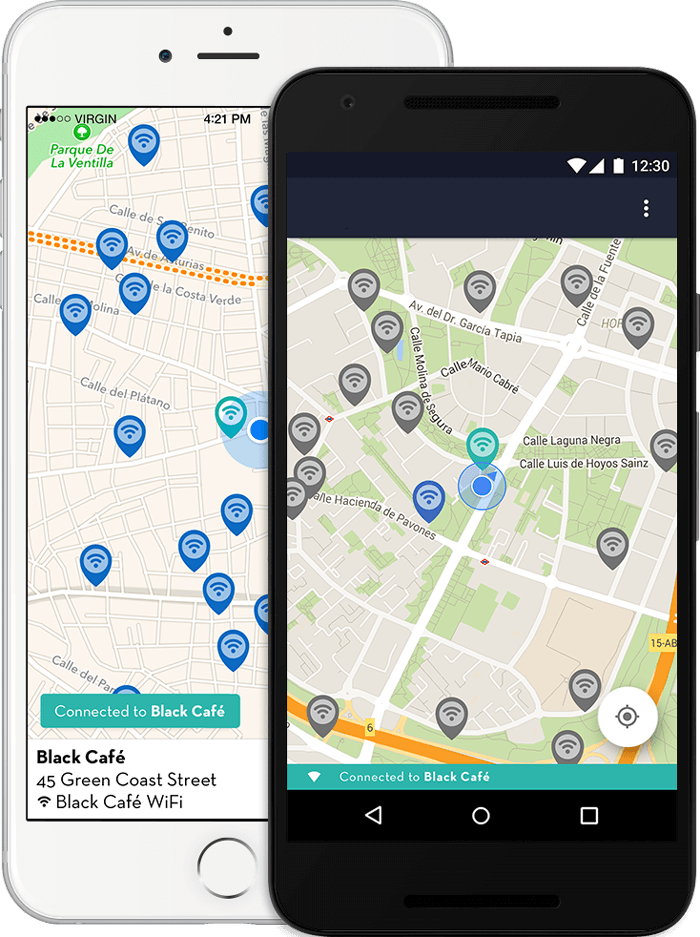 VIRGIN
4:21 PM
Parque De
La Ventilla
Calle de San Benito
Av de Asturias
de la Costa Verde
Calle Molina
Calle del Plátano
Calle del
Connected to Black Café
Black Café
45 Green Coast Street
Black Café WiFi
12:30
Calle de la Fuente
Av. del Dr. García Tapia
HOP
Calle Molina de Segura
Calle Mario Cabré
Calle Laguna Negra
Calle Luis de Hoyos Sainz
Calle Hacienda de Pavones
15-AB
6
Connected to Black Café